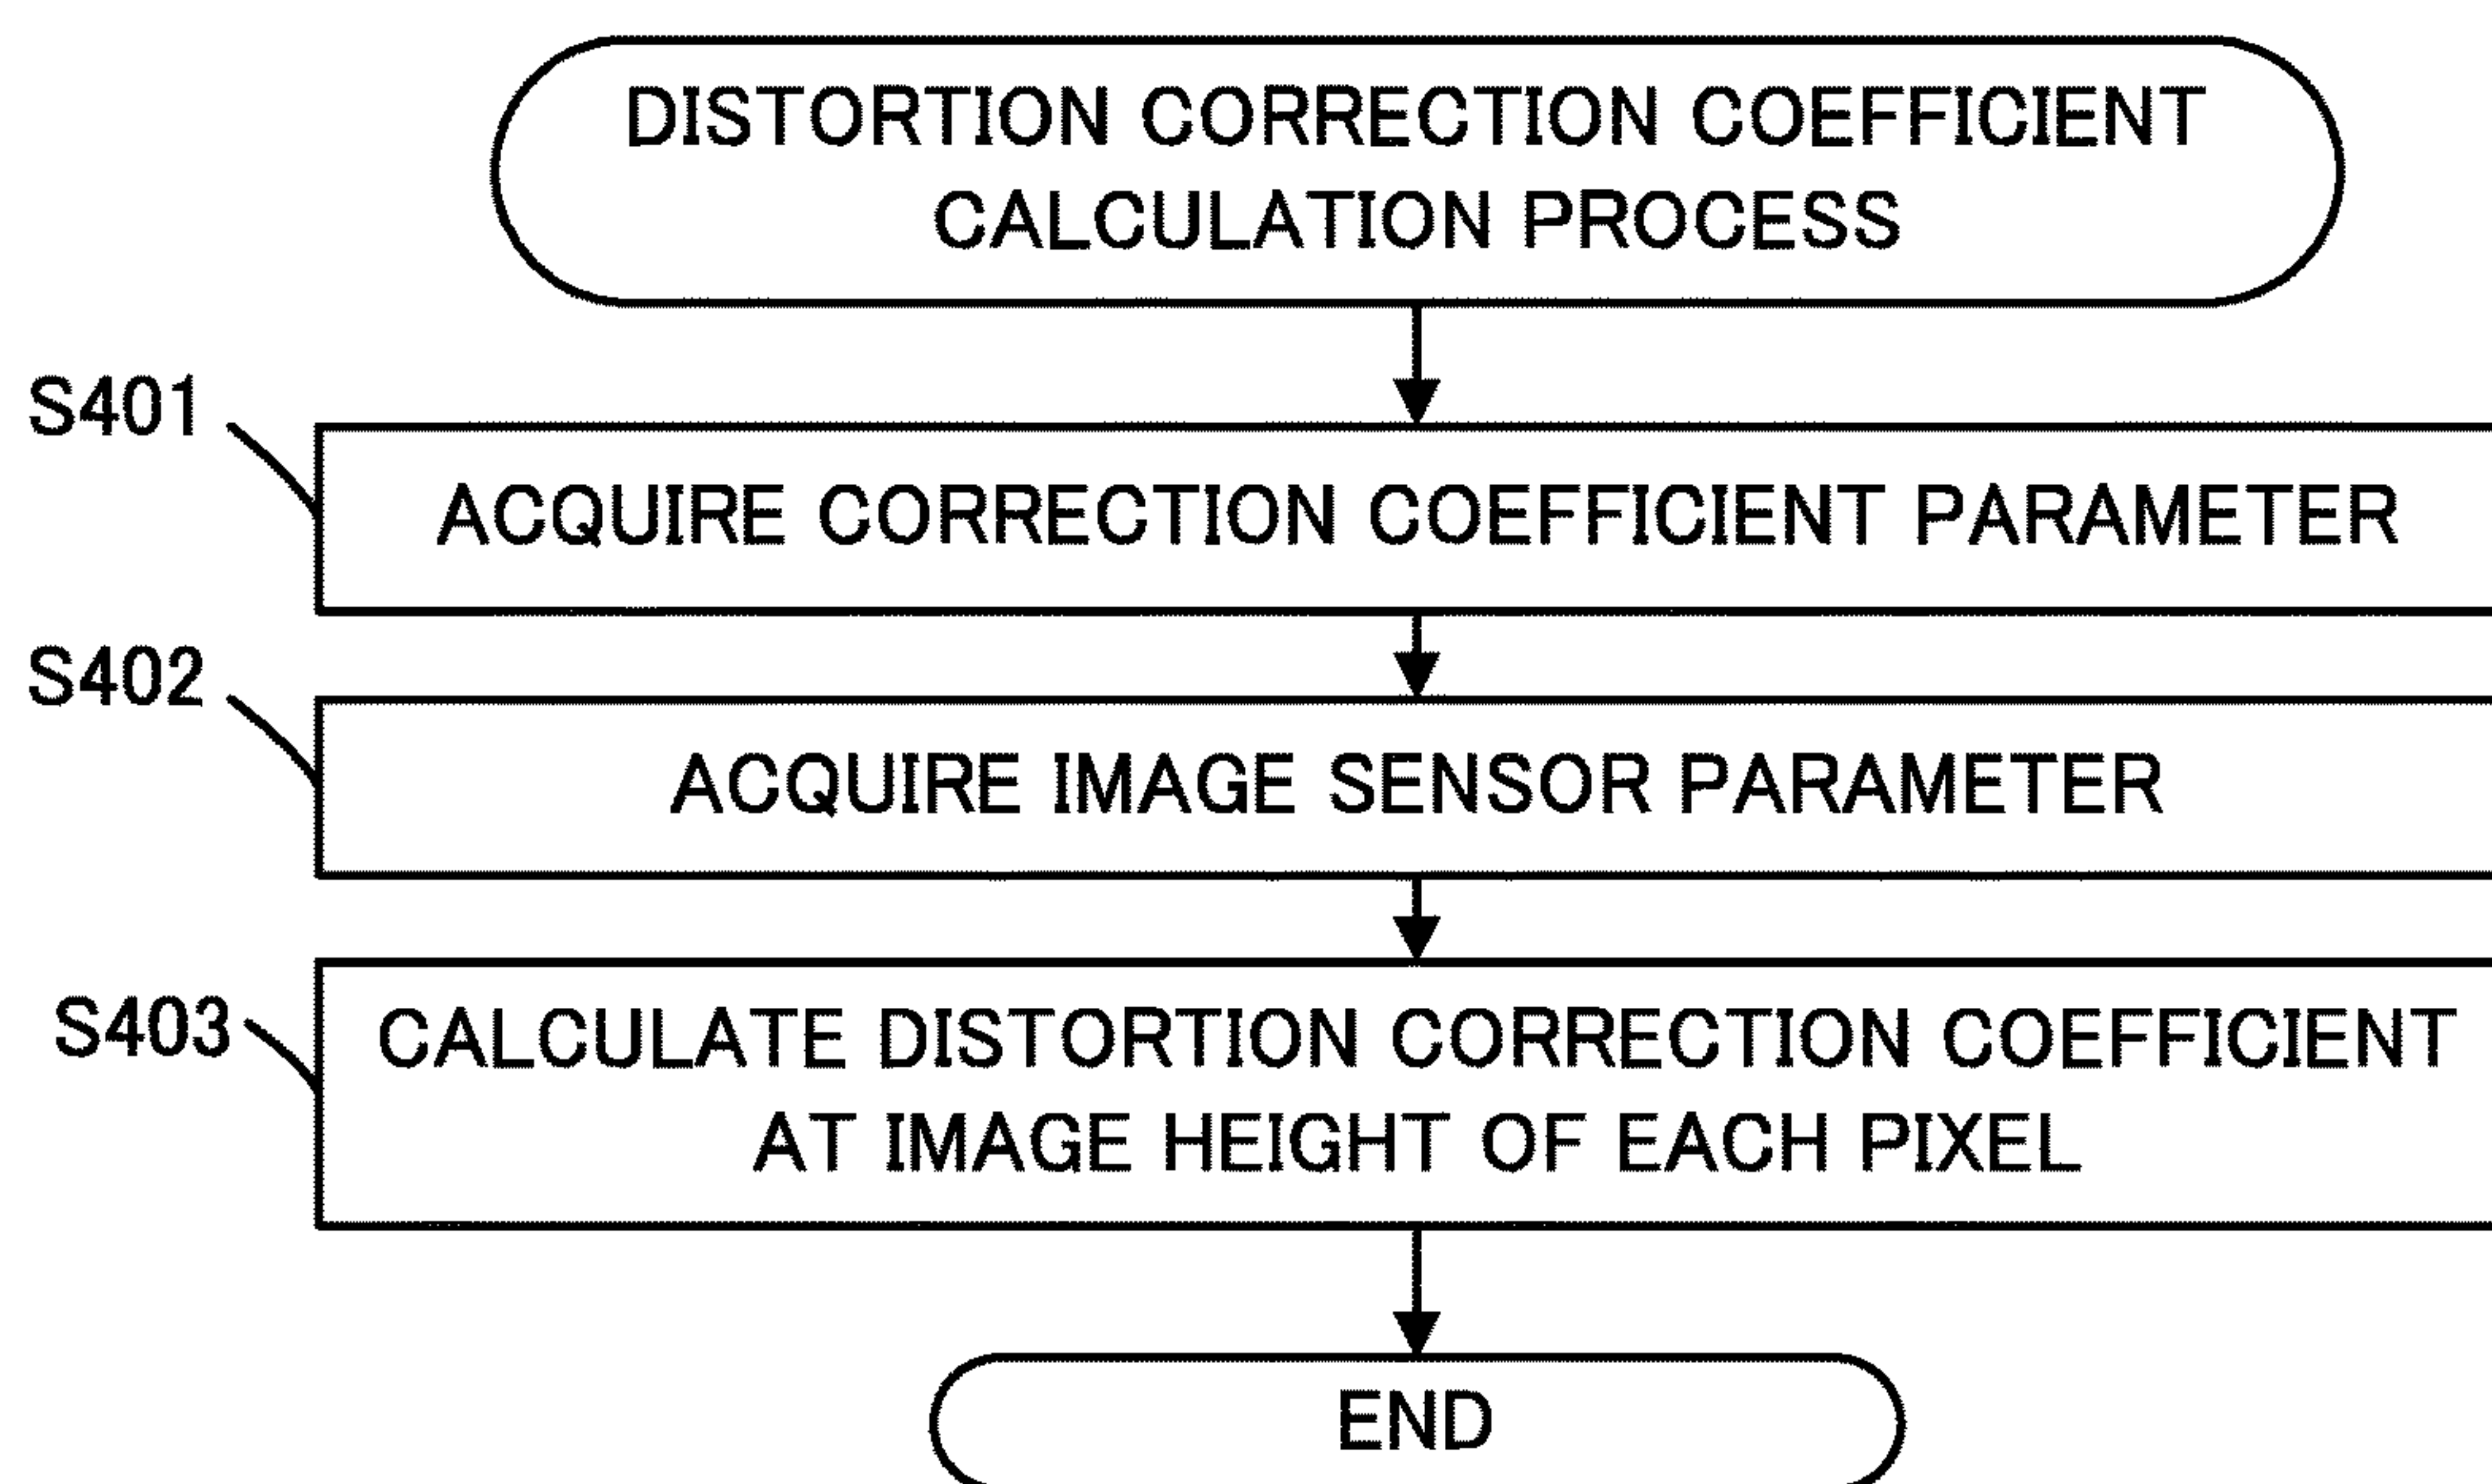 DISTORTION CORRECTION COEFFICIENT
CALCULATION PROCESS
S401
ACQUIRE CORRECTION COEFFICIENT PARAMETER
S402
ACQUIRE IMAGE SENSOR PARAMETER
S403
CALCULATE DISTORTION CORRECTION COEFFICIENT
AT IMAGE HEIGHT OF EACH PIXEL
END